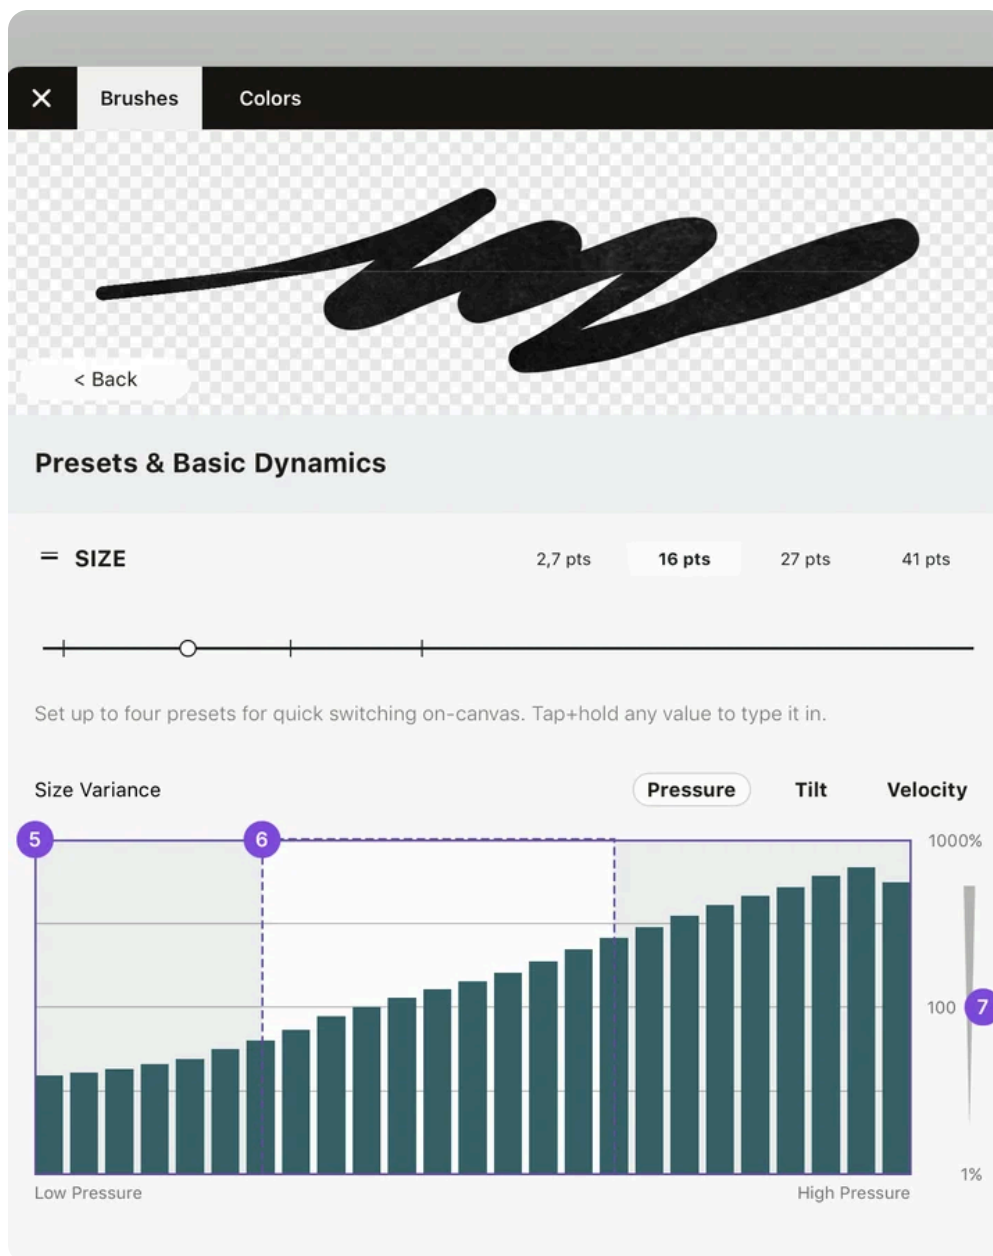 Brushes Colors
< Back
Presets & Basic Dynamics
SIZE 2,7 pts 16 pts 27 pts 41 pts
Set up to four presets for quick switching on-canvas. Tap+hold any value to type it in.
Size Variance Pressure Tilt Velocity
5 6 1000%
100 7
1%
Low Pressure High Pressure